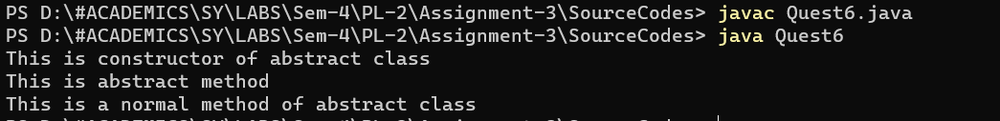 PS D:\#ACADEMICS\SY\LABS\Sem-4\PL-2\Assignment-3\SourceCodes> javac Quest6.java
PS D:\#ACADEMICS\SY\LABS\Sem-4\PL-2\Assignment-3\SourceCodes> java Quest6
This is constructor of abstract class
This is abstract method
This is a normal method of abstract class